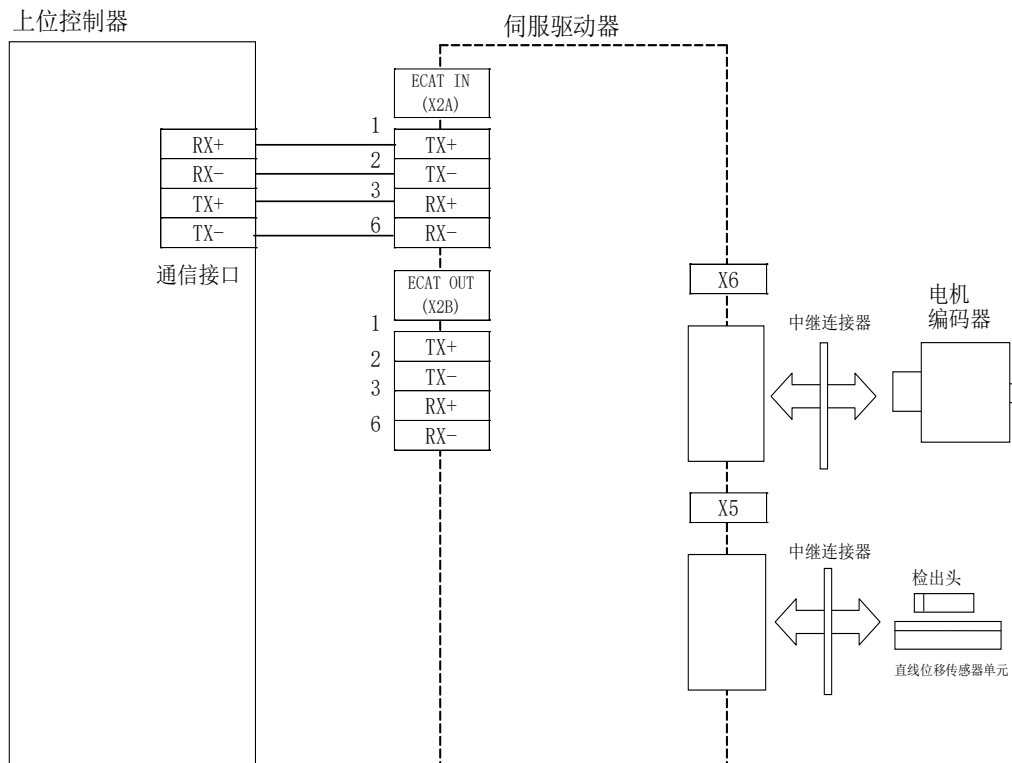 上位控制器
伺服驱动器
ECAT IN
(X2A)
1
RX+
TX+
2
RX-
TX-
3
TX+
RX+
6
TX-
RX-
通信接口
ECAT OUT
(X2B)
1
TX+
2
TX-
3
RX+
6
RX-
X6
中继连接器
电机
编码器
X5
中继连接器
检出头
直线位移传感器单元